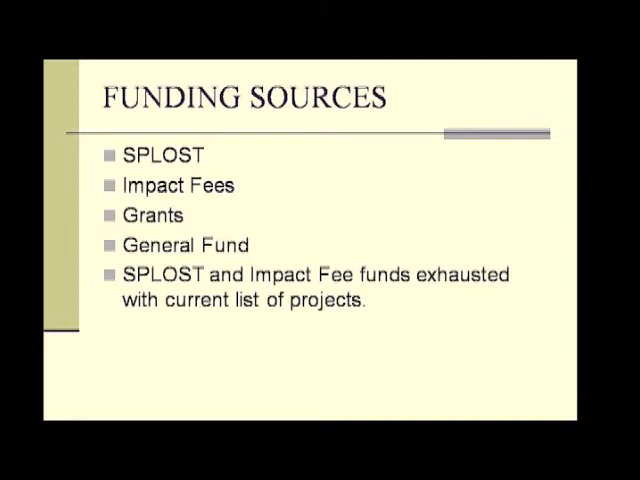 FUNDING SOURCES
SPLOST
Impact Fees
Grants
General Fund
SPLOST and Impact Fee funds exhausted
with current list of projects.